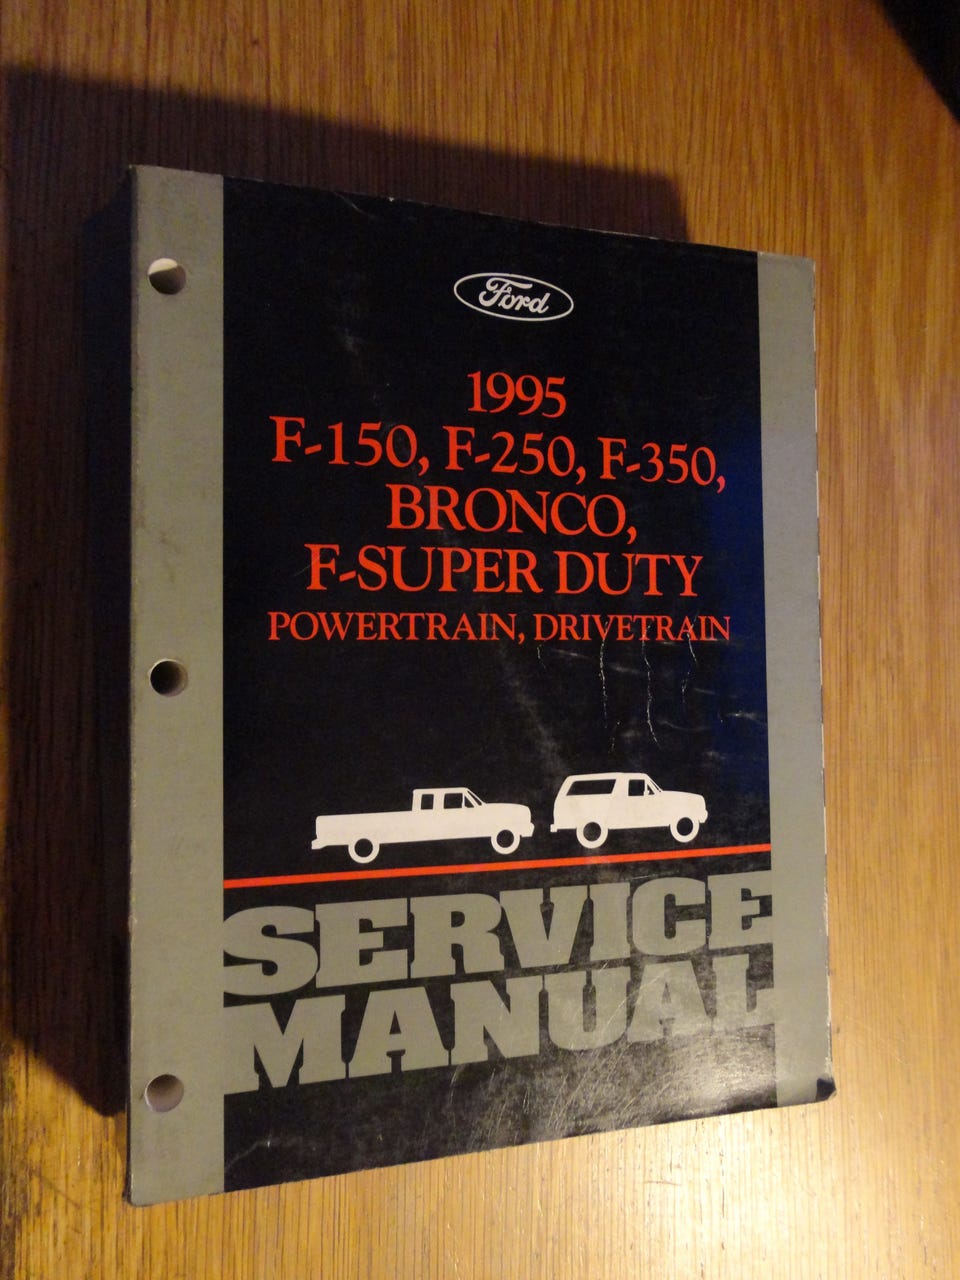 Ford
1995
F-150, F-250, F-350,
BRONCO,
F-SUPER DUTY
POWERTRAIN, DRIVETRAIN
SERVICE
MANUAL